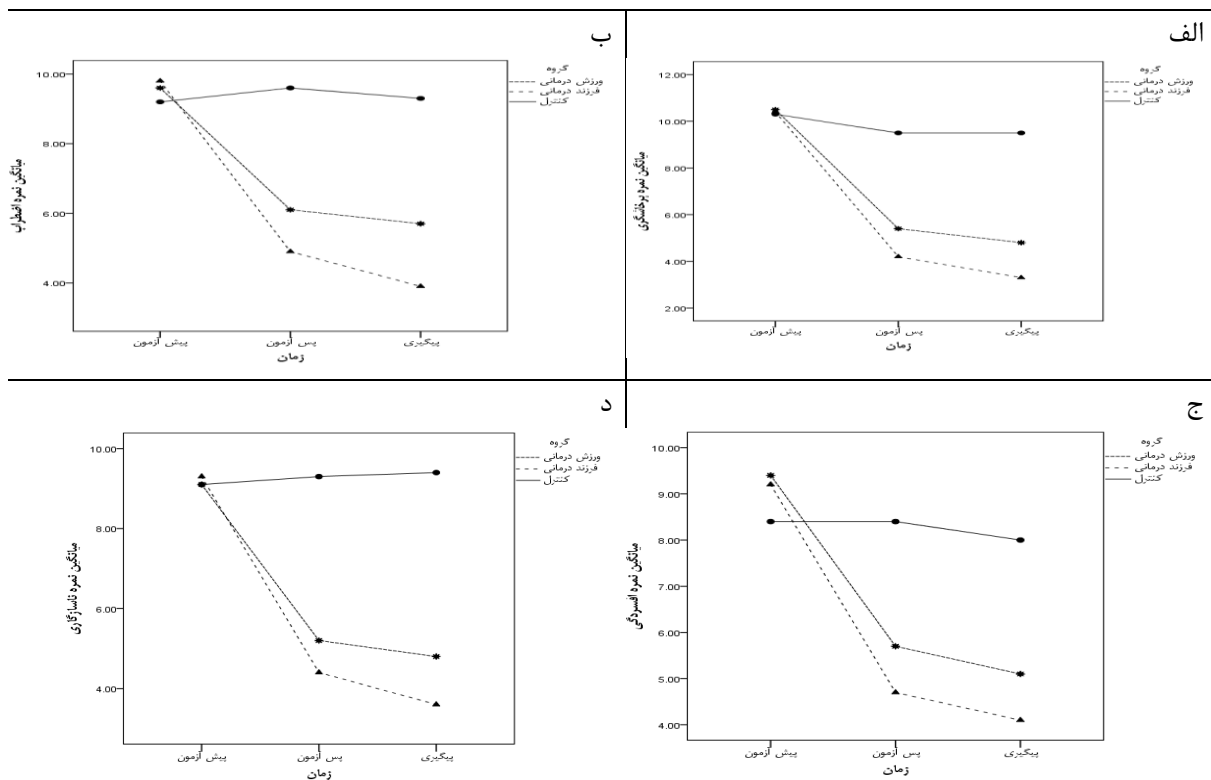 الف
گروه
ورزش درمانی
فرزند درمانی
کنترل
12.00
10.00
8.00
6.00
4.00
2.00
میانگین نمره پرخاشگری
پیش آزمون
پس آزمون
پیگیری
زمان
ب
گروه
ورزش درمانی
فرزند درمانی
کنترل
10.00
8.00
6.00
4.00
میانگین نمره اضطراب
پیش آزمون
پس آزمون
پیگیری
زمان
ج
گروه
ورزش درمانی
فرزند درمانی
کنترل
10.00
9.00
8.00
7.00
6.00
5.00
4.00
میانگین نمره افسردگی
پیش آزمون
پس آزمون
پیگیری
زمان
د
گروه
ورزش درمانی
فرزند درمانی
کنترل
10.00
8.00
6.00
4.00
میانگین نمره ناسازگاری
پیش آزمون
پس آزمون
پیگیری
زمان